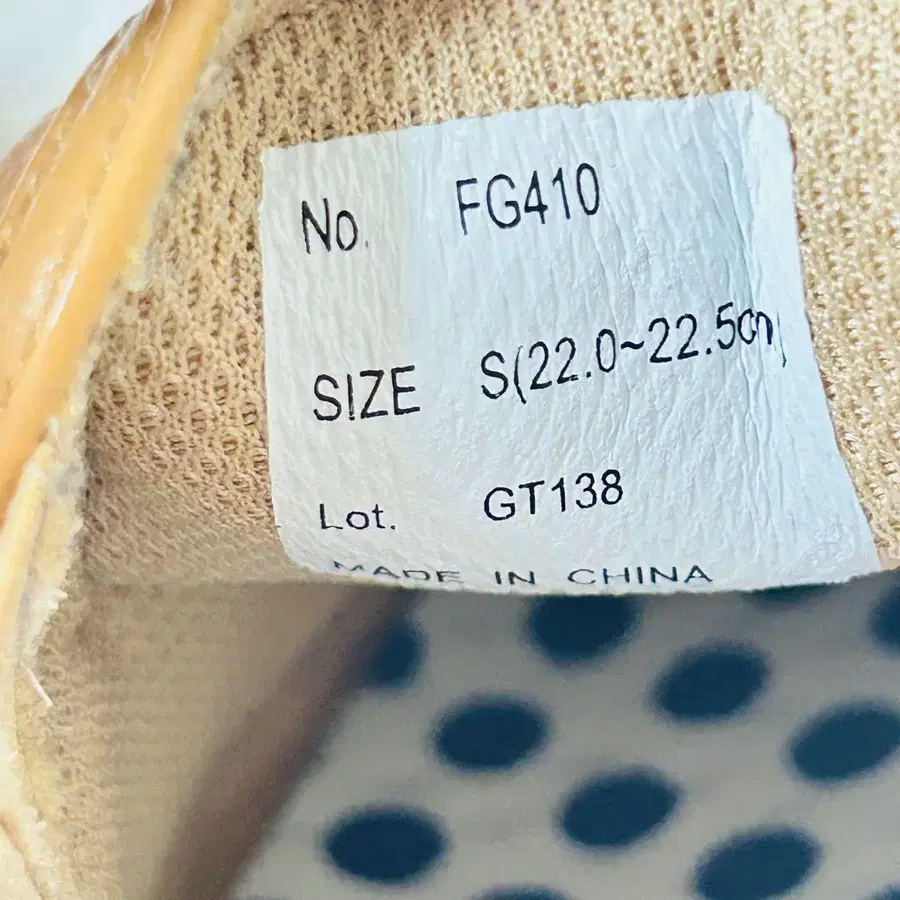 No. FG410
SIZE S(22.0~22.5cm)
Lot. GT138
MADE IN CHINA